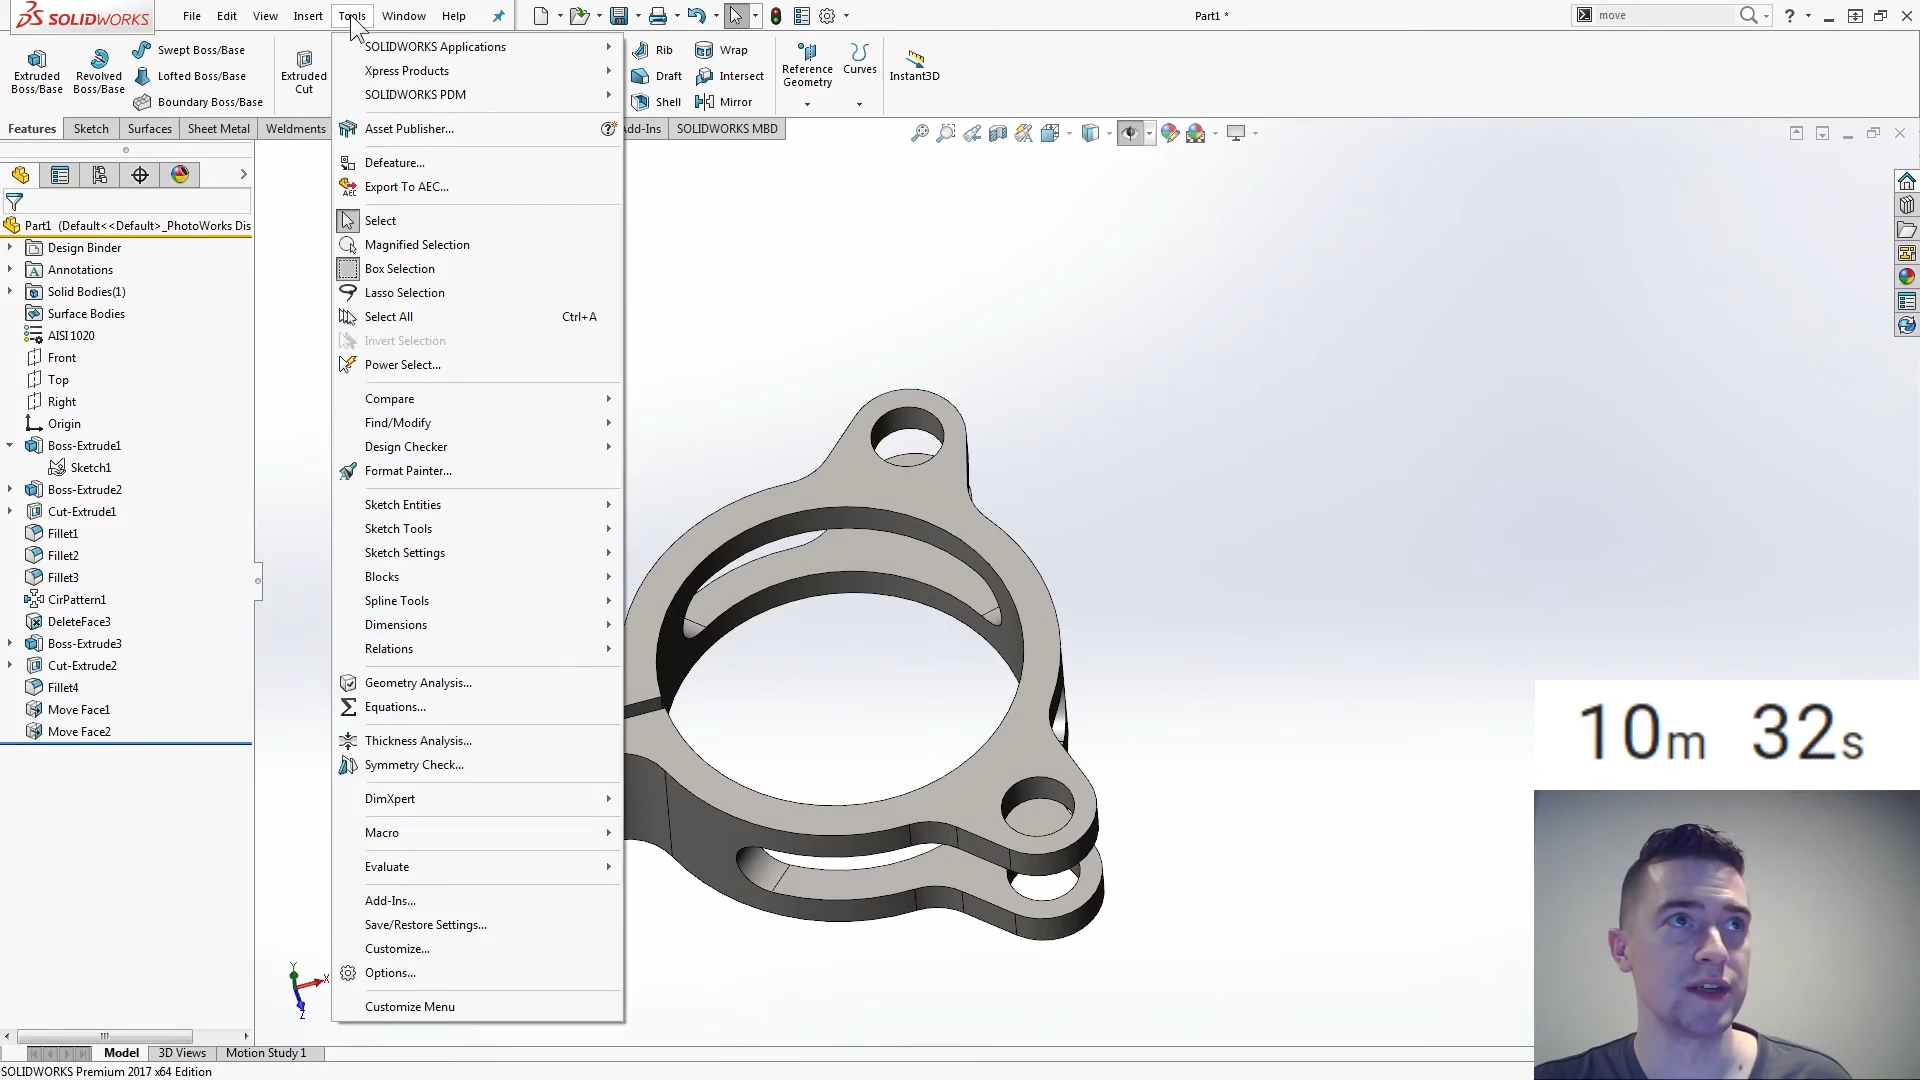 SOLIDWORKS
File Edit View Insert Tools Window Help
Part1 *
move
?
Extruded Boss/Base
Revolved Boss/Base
Swept Boss/Base
Lofted Boss/Base
Boundary Boss/Base
Extruded Cut
Rib
Draft
Shell
Wrap
Intersect
Mirror
Reference Geometry
Curves
Instant3D
Features Sketch Surfaces Sheet Metal Weldments
dd-Ins SOLIDWORKS MBD
Part1 (Default<<Default>_PhotoWorks Dis
Design Binder
Annotations
Solid Bodies(1)
Surface Bodies
AISI 1020
Front
Top
Right
Origin
Boss-Extrude1
Sketch1
Boss-Extrude2
Cut-Extrude1
Fillet1
Fillet2
Fillet3
CirPattern1
DeleteFace3
Boss-Extrude3
Cut-Extrude2
Fillet4
Move Face1
Move Face2
SOLIDWORKS Applications
Xpress Products
SOLIDWORKS PDM
Asset Publisher...
Defeature...
Export To AEC...
Select
Magnified Selection
Box Selection
Lasso Selection
Select All Ctrl+A
Invert Selection
Power Select...
Compare
Find/Modify
Design Checker
Format Painter...
Sketch Entities
Sketch Tools
Sketch Settings
Blocks
Spline Tools
Dimensions
Relations
Geometry Analysis...
Equations...
Thickness Analysis...
Symmetry Check...
DimXpert
Macro
Evaluate
Add-Ins...
Save/Restore Settings...
Customize...
Options...
Customize Menu
Y
X
Z
10m 32s
Model 3D Views Motion Study 1
SOLIDWORKS Premium 2017 x64 Edition